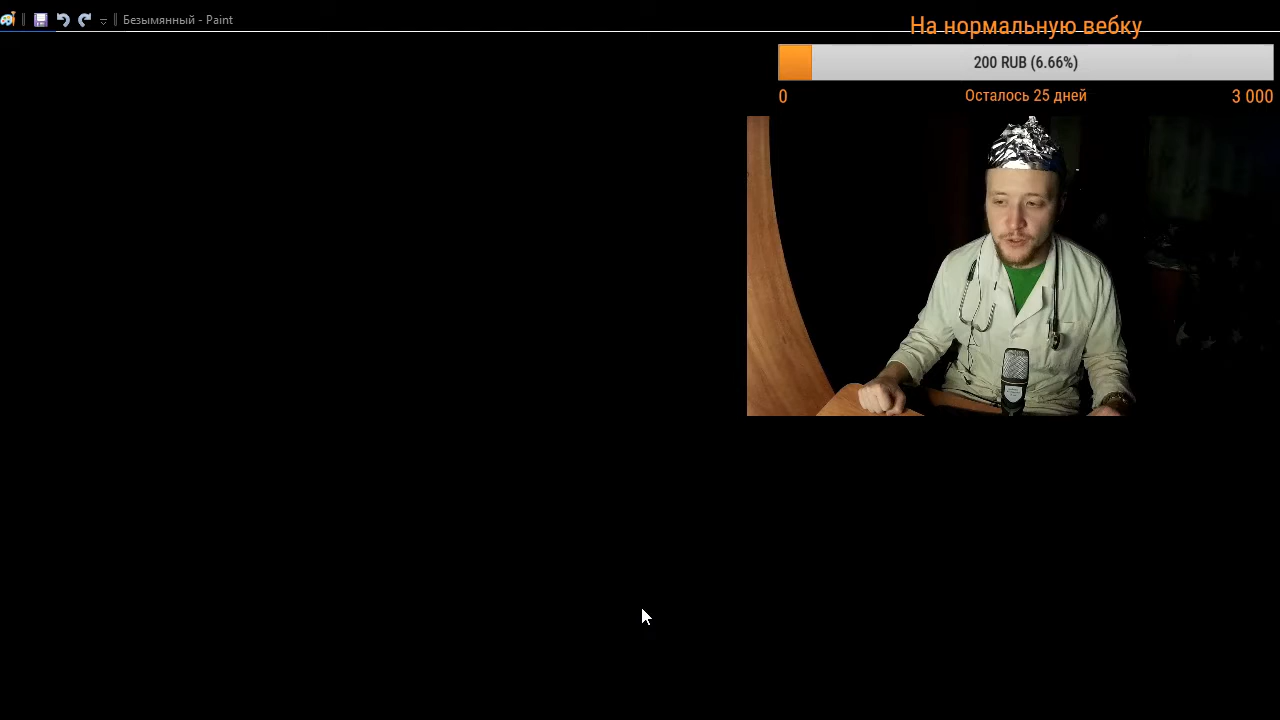 Безымянный - Paint
На нормальную вебку
200 RUB (6.66%)
0 Осталось 25 дней 3 000